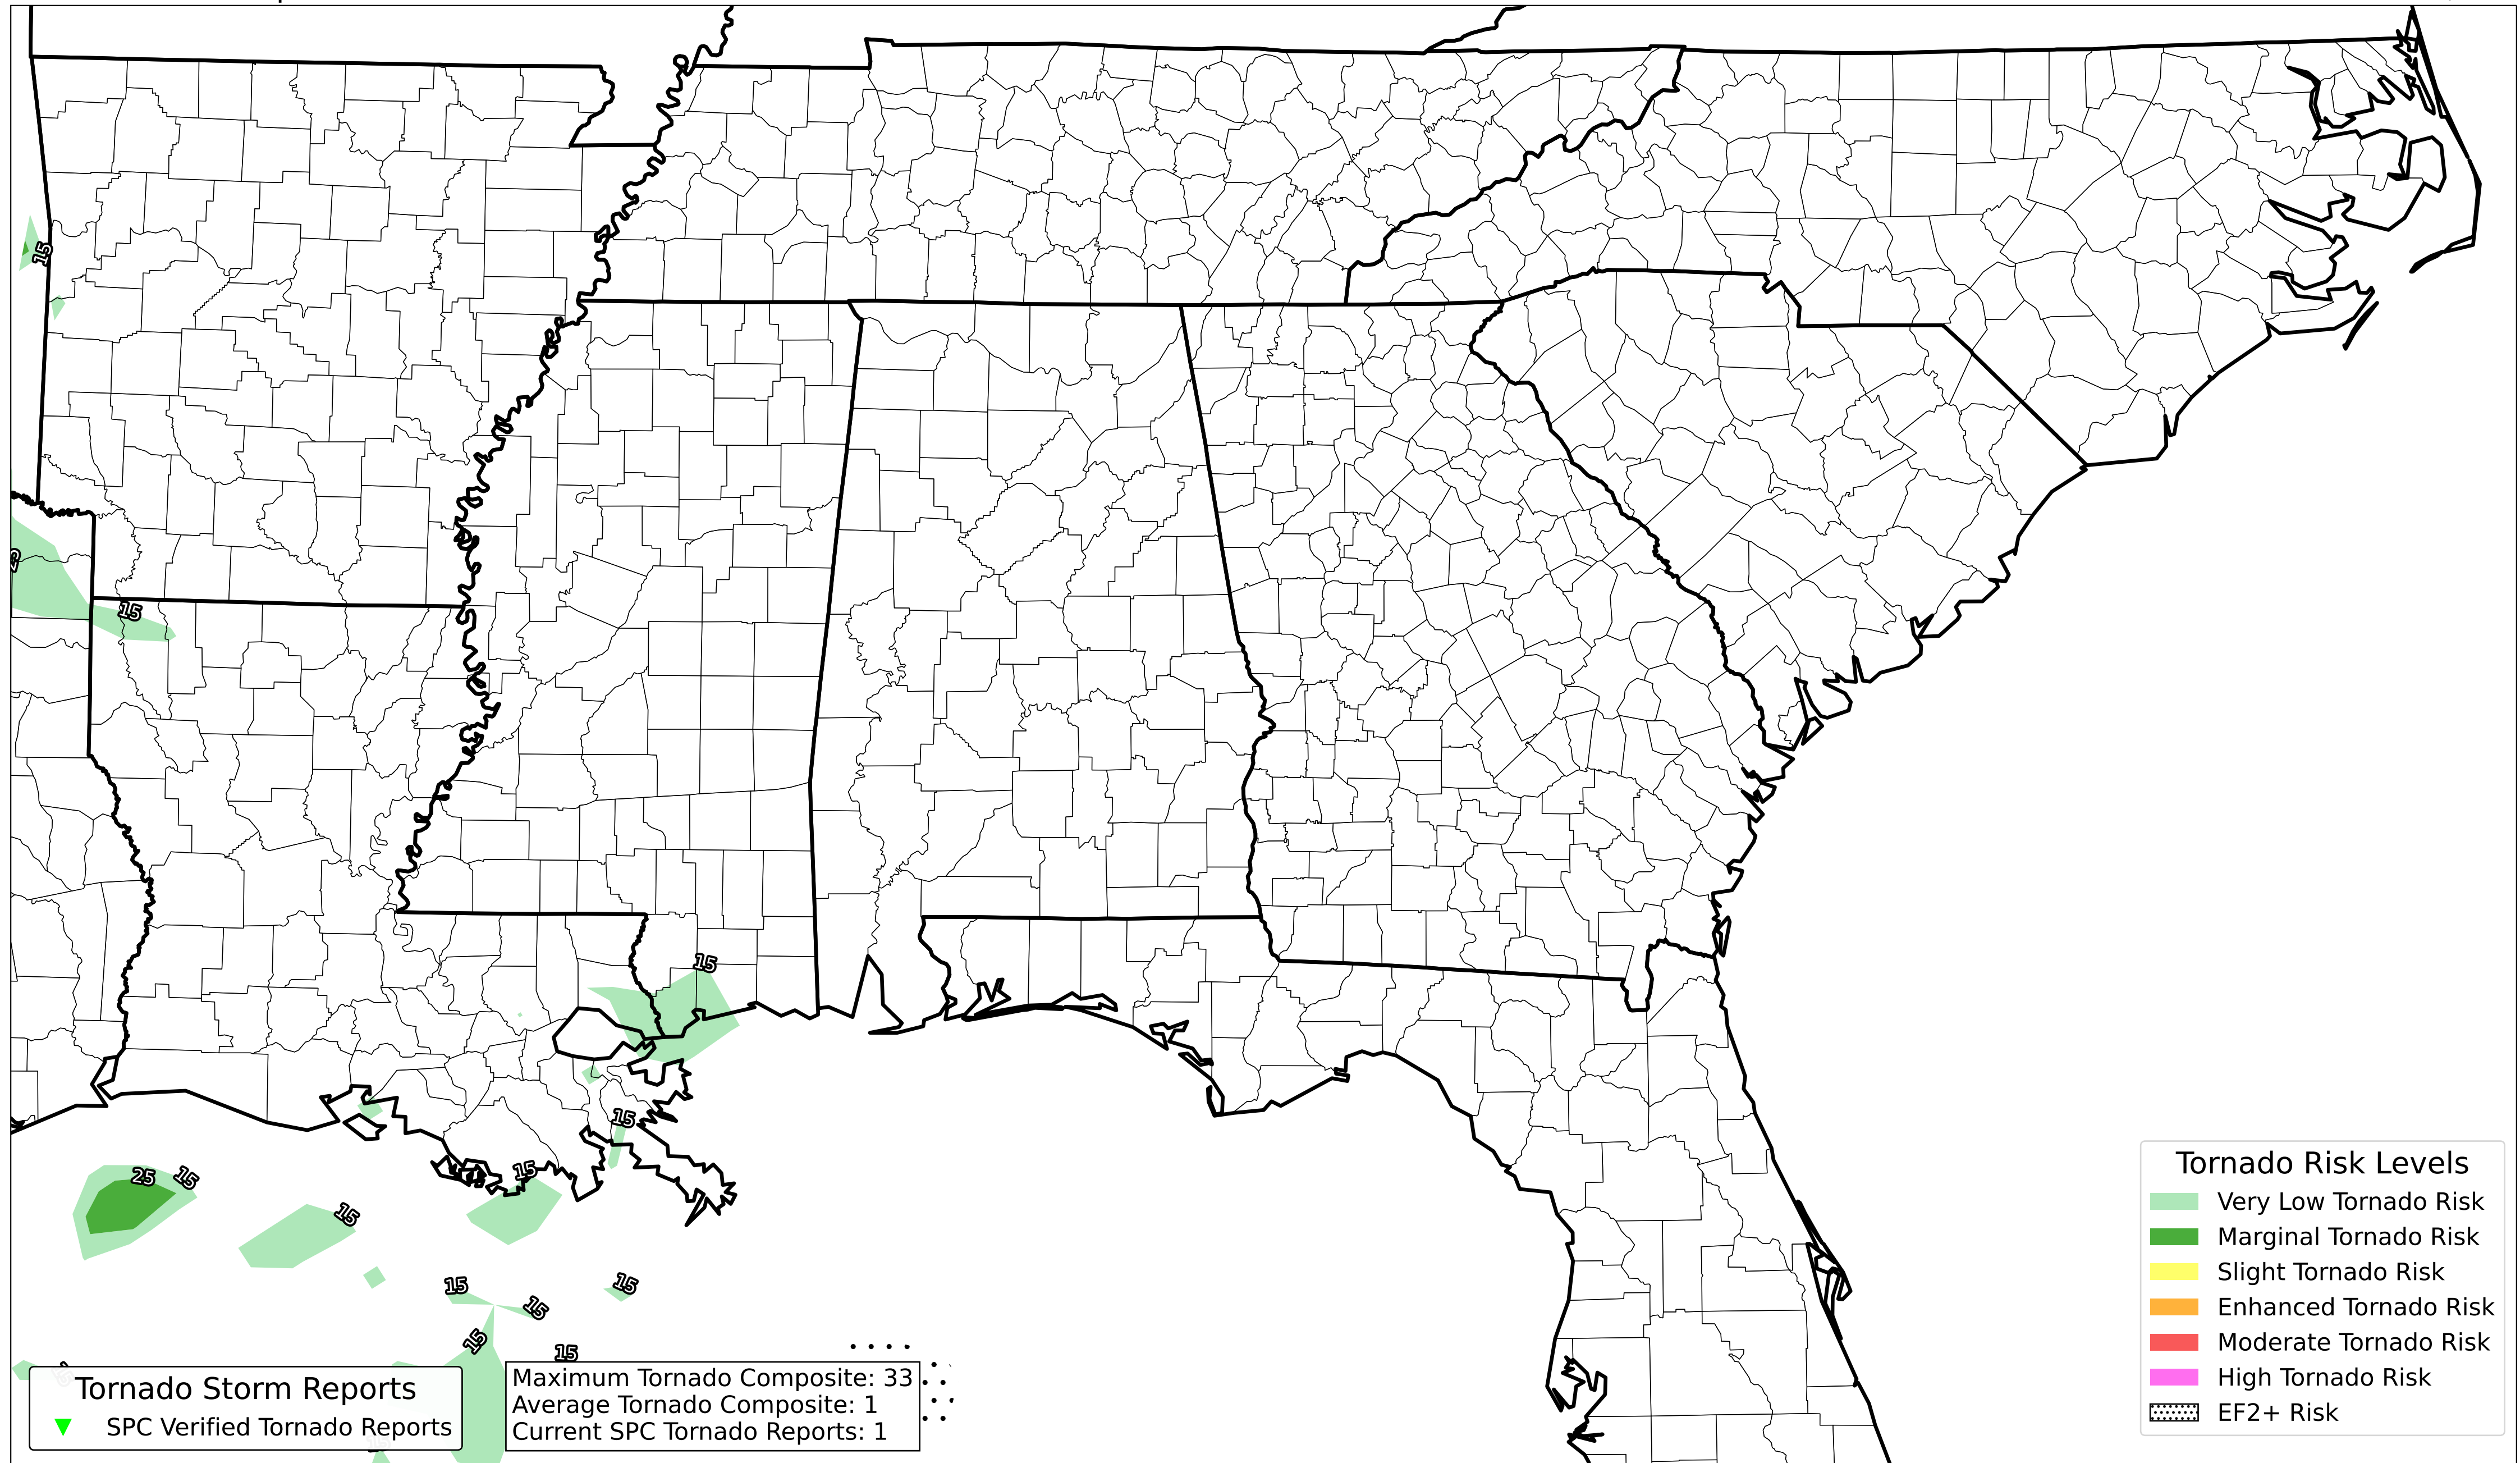 15
15
15
15
25
15
15
15
15
15
15
15
15
15
Tornado Storm Reports
SPC Verified Tornado Reports
Maximum Tornado Composite: 33
Average Tornado Composite: 1
Current SPC Tornado Reports: 1
Tornado Risk Levels
Very Low Tornado Risk
Marginal Tornado Risk
Slight Tornado Risk
Enhanced Tornado Risk
Moderate Tornado Risk
High Tornado Risk
EF2+ Risk